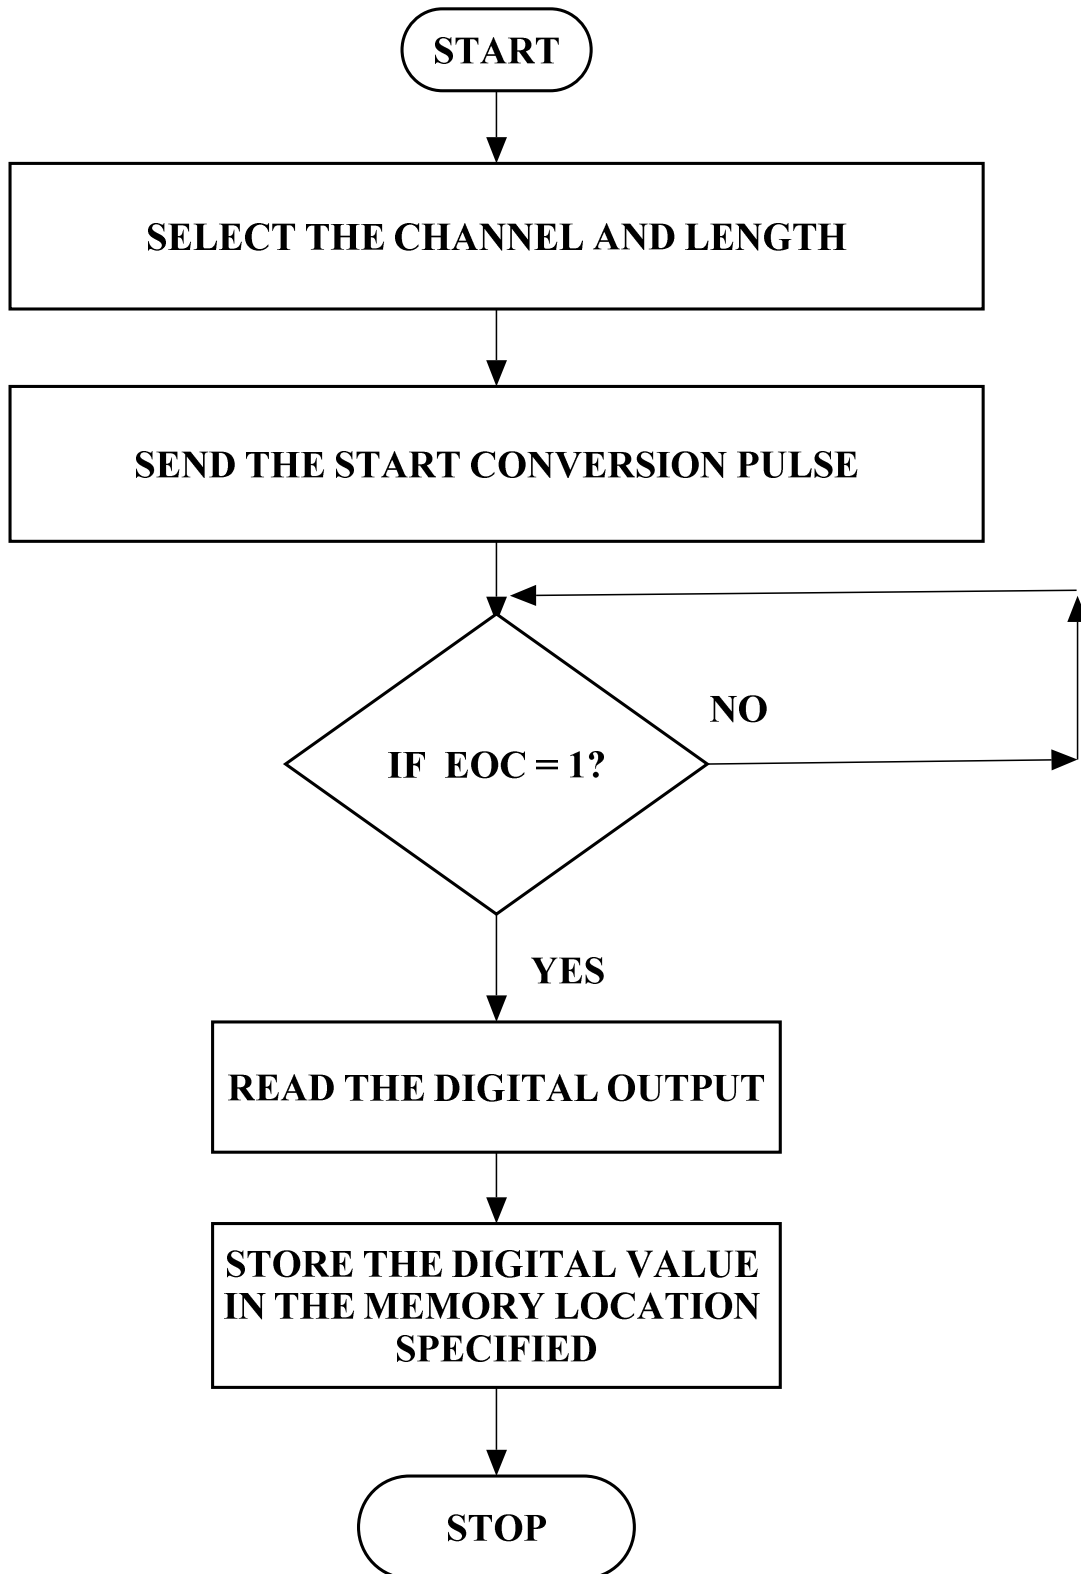 START
SELECT THE CHANNEL AND LENGTH
SEND THE START CONVERSION PULSE
NO
IF EOC = 1?
YES
READ THE DIGITAL OUTPUT
STORE THE DIGITAL VALUE
IN THE MEMORY LOCATION
SPECIFIED
STOP